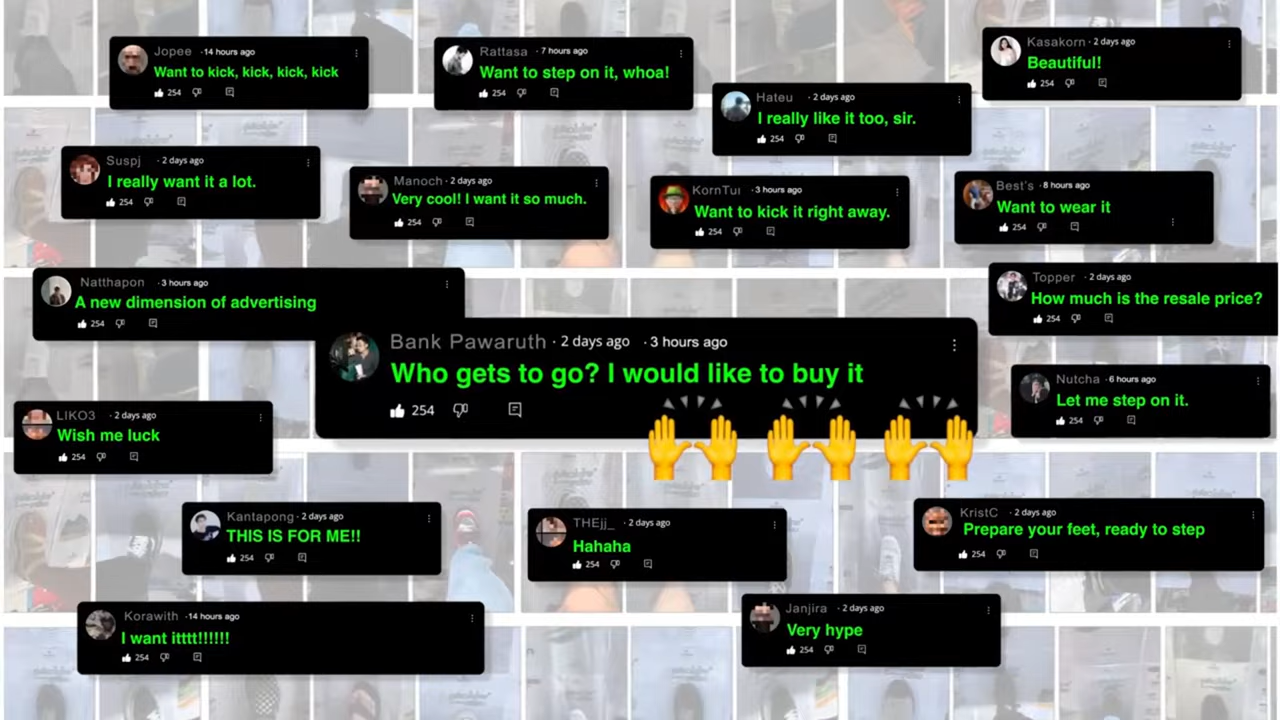 Jopee · 14 hours ago
Want to kick, kick, kick, kick
254
Rattasa · 7 hours ago
Want to step on it, whoa!
254
Kasakorn · 2 days ago
Beautiful!
254
Hateu · 2 days ago
I really like it too, sir.
254
Suspj · 2 days ago
I really want it a lot.
254
Manoch · 2 days ago
Very cool! I want it so much.
254
KornTui · 3 hours ago
Want to kick it right away.
254
Best's · 8 hours ago
Want to wear it
254
Natthapon · 3 hours ago
A new dimension of advertising
254
Topper · 2 days ago
How much is the resale price?
254
Bank Pawaruth · 2 days ago · 3 hours ago
Who gets to go? I would like to buy it
254
Nutcha · 6 hours ago
Let me step on it.
254
LIKO3 · 2 days ago
Wish me luck
254
Kantapong · 2 days ago
THIS IS FOR ME!!
254
THEjj_ · 2 days ago
Hahaha
254
KristC · 2 days ago
Prepare your feet, ready to step
254
Korawith · 14 hours ago
I want itttt!!!!!!
254
Janjira · 2 days ago
Very hype
254